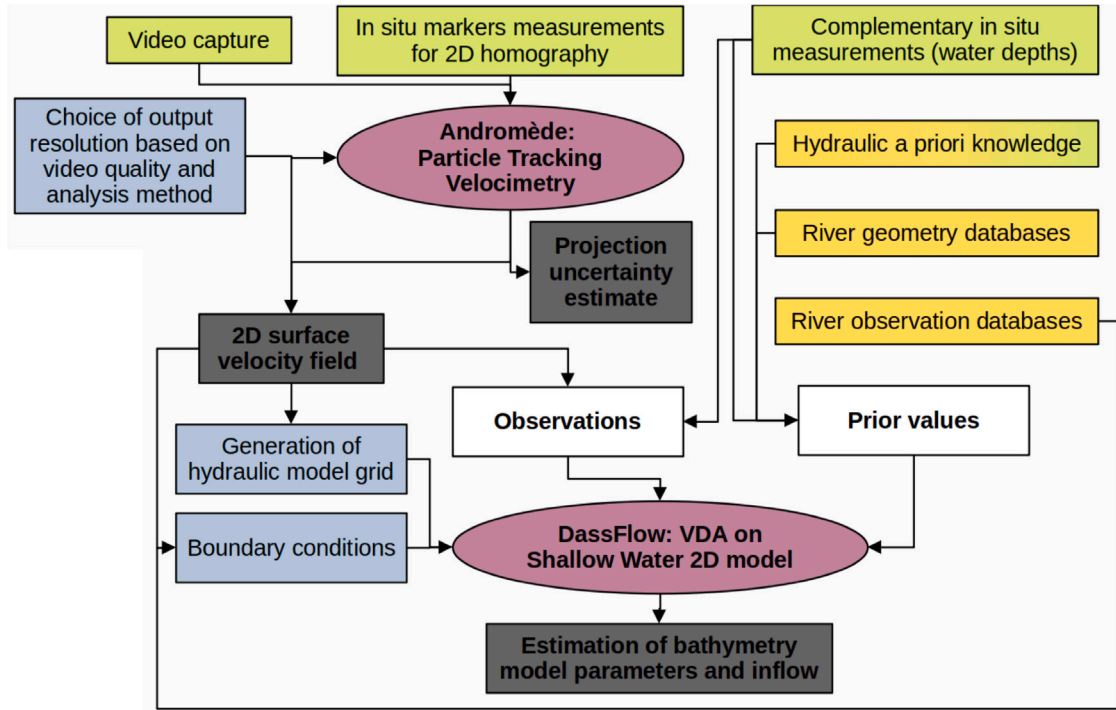 Video capture
In situ markers measurements
for 2D homography
Complementary in situ
measurements (water depths)
Choice of output
resolution based on
video quality and
analysis method
Andromède:
Particle Tracking
Velocimetry
Hydraulic a priori knowledge
River geometry databases
Projection
uncertainty
estimate
River observation databases
2D surface
velocity field
Observations
Prior values
Generation of
hydraulic model grid
Boundary conditions
DassFlow: VDA on
Shallow Water 2D model
Estimation of bathymetry
model parameters and inflow